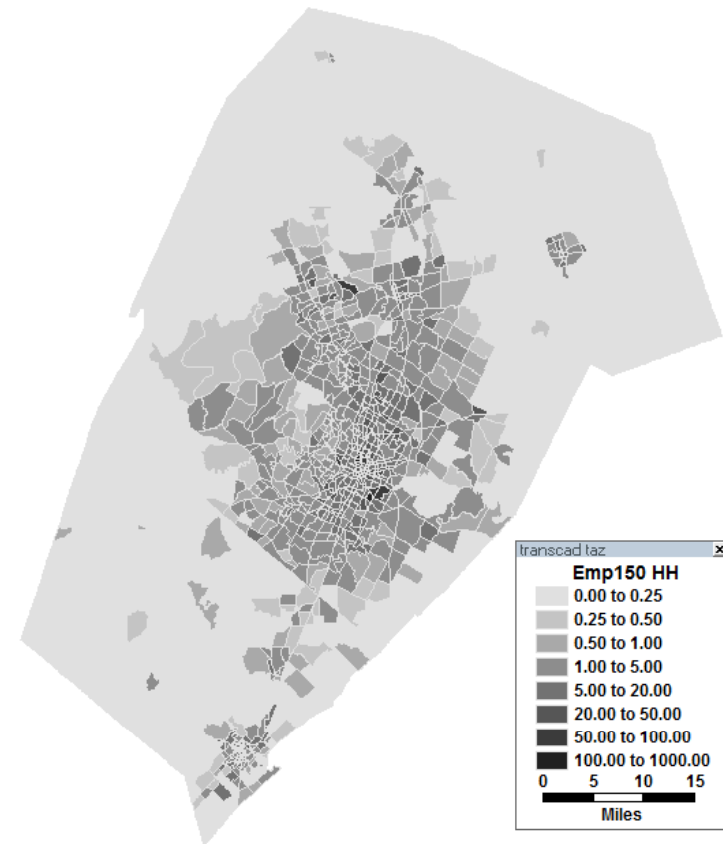 transcad taz
Emp150 HH
0.00 to 0.25
0.25 to 0.50
0.50 to 1.00
1.00 to 5.00
5.00 to 20.00
20.00 to 50.00
50.00 to 100.00
100.00 to 1000.00
0 5 10 15
Miles